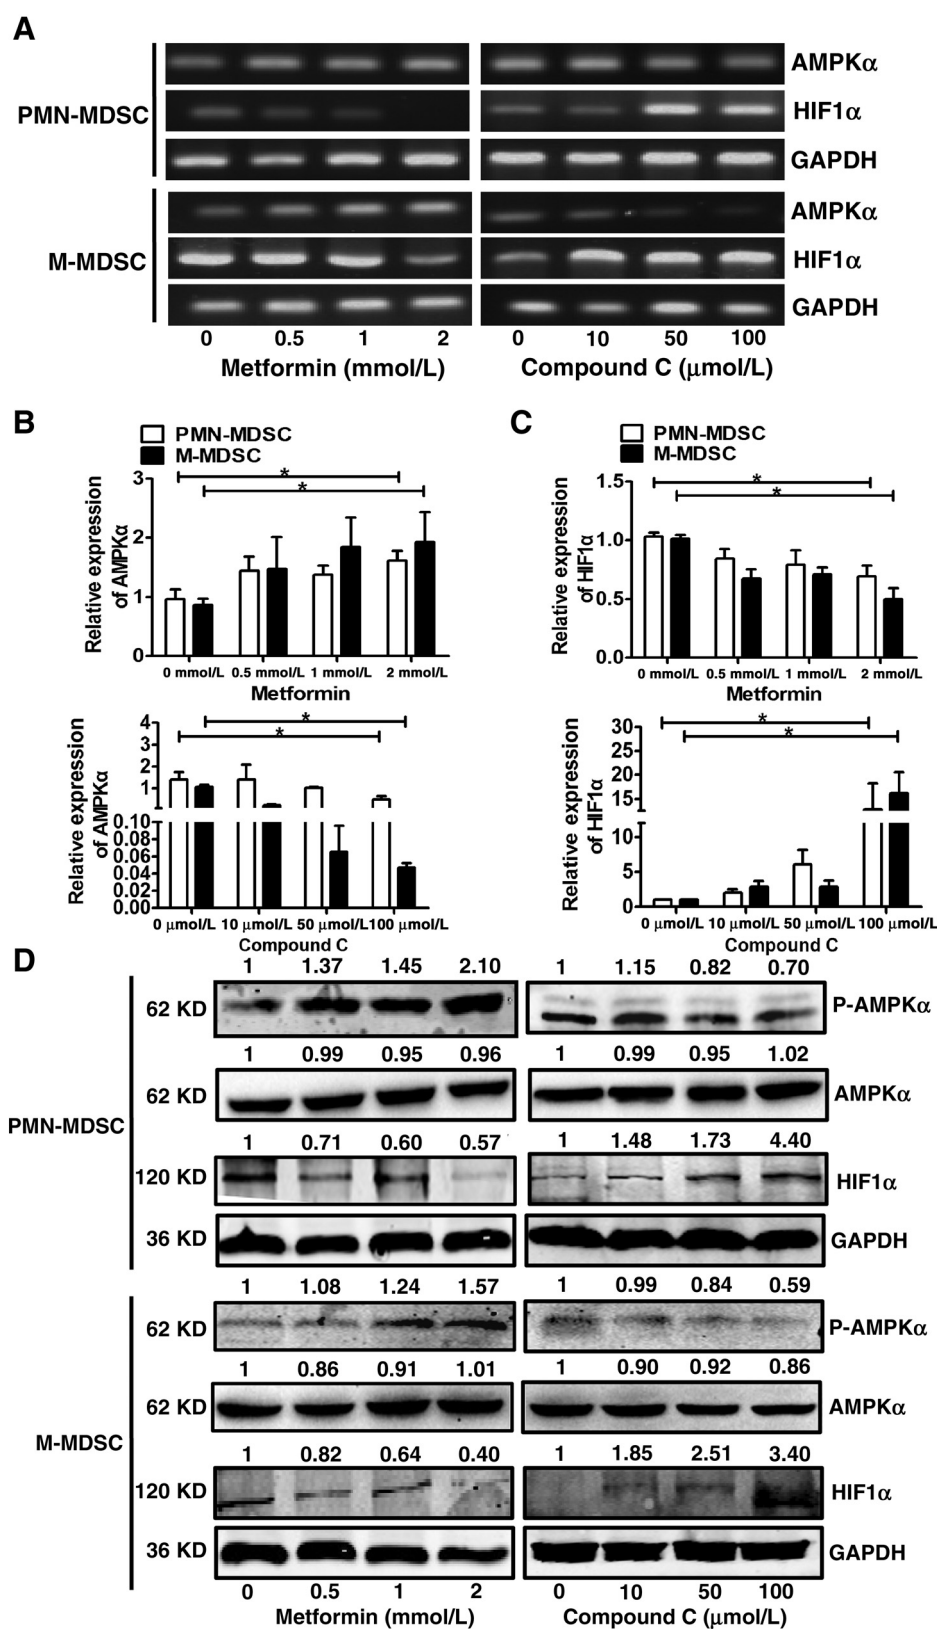 A
AMPKα
PMN-MDSC
HIF1α
GAPDH
AMPKα
M-MDSC
HIF1α
GAPDH
0 0.5 1 2 0 10 50 100
Metformin (mmol/L) Compound C (μmol/L)
B
PMN-MDSC
M-MDSC
*
*
Relative expression
of AMPKα
3
2
1
0
0 mmol/L 0.5 mmol/L 1 mmol/L 2 mmol/L
Metformin
*
*
Relative expression
of AMPKα
4
3
2
1
0.10
0.08
0.06
0.04
0.02
0.00
0 μmol/L 10 μmol/L 50 μmol/L 100 μmol/L
Compound C
C
PMN-MDSC
M-MDSC
*
*
Relative expression
of HIF1α
1.5
1.0
0.5
0.0
0 mmol/L 0.5 mmol/L 1 mmol/L 2 mmol/L
Metformin
*
*
Relative expression
of HIF1α
30
25
20
15
10
5
0
0 μmol/L 10 μmol/L 50 μmol/L 100 μmol/L
Compound C
D
1 1.37 1.45 2.10 1 1.15 0.82 0.70
62 KD P-AMPKα
1 0.99 0.95 0.96 1 0.99 0.95 1.02
62 KD AMPKα
PMN-MDSC
1 0.71 0.60 0.57 1 1.48 1.73 4.40
120 KD HIF1α
36 KD GAPDH
1 1.08 1.24 1.57 1 0.99 0.84 0.59
62 KD P-AMPKα
1 0.86 0.91 1.01 1 0.90 0.92 0.86
62 KD AMPKα
M-MDSC
1 0.82 0.64 0.40 1 1.85 2.51 3.40
120 KD HIF1α
36 KD GAPDH
0 0.5 1 2 0 10 50 100
Metformin (mmol/L) Compound C (μmol/L)